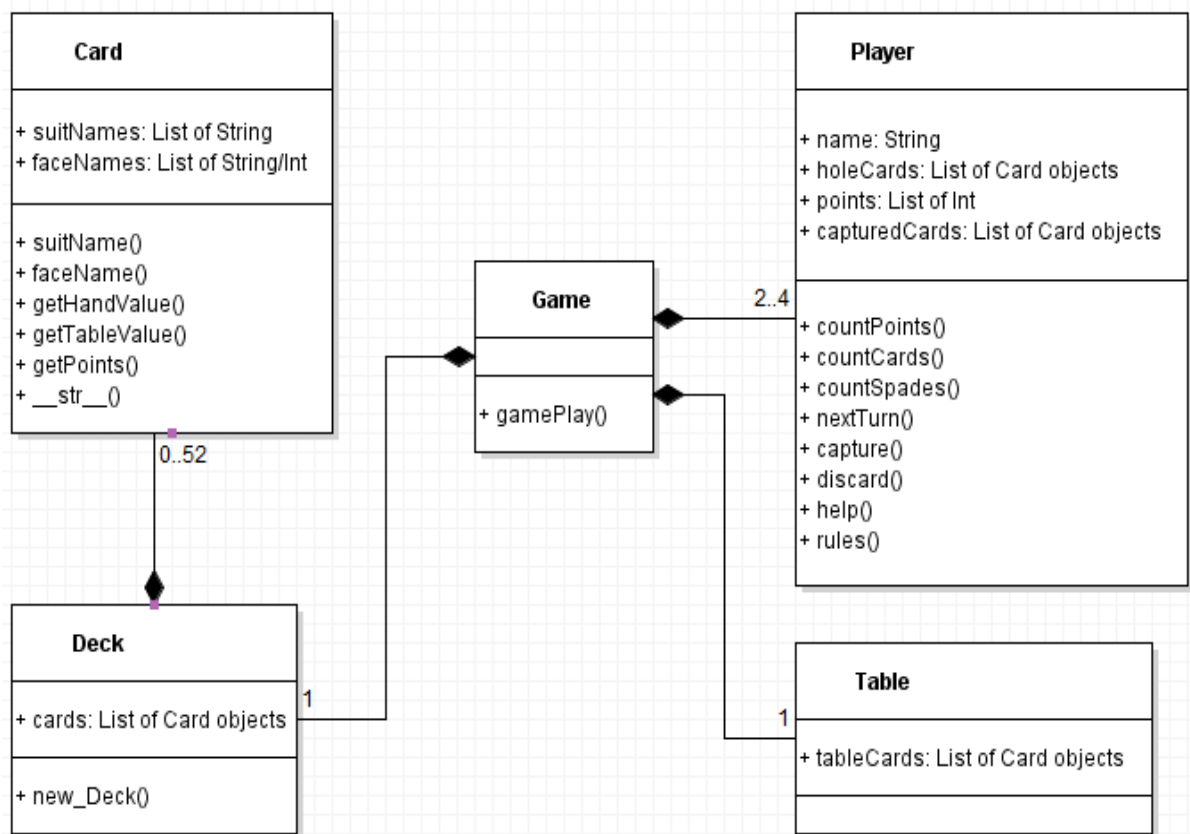 Card
+ suitNames: List of String
+ faceNames: List of String/Int
+ suitName()
+ faceName()
+ getHandValue()
+ getTableValue()
+ getPoints()
+ __str__()
0..52
Deck
+ cards: List of Card objects
+ new_Deck()
1
Game
+ gamePlay()
2..4
1
Player
+ name: String
+ holeCards: List of Card objects
+ points: List of Int
+ capturedCards: List of Card objects
+ countPoints()
+ countCards()
+ countSpades()
+ nextTurn()
+ capture()
+ discard()
+ help()
+ rules()
Table
+ tableCards: List of Card objects